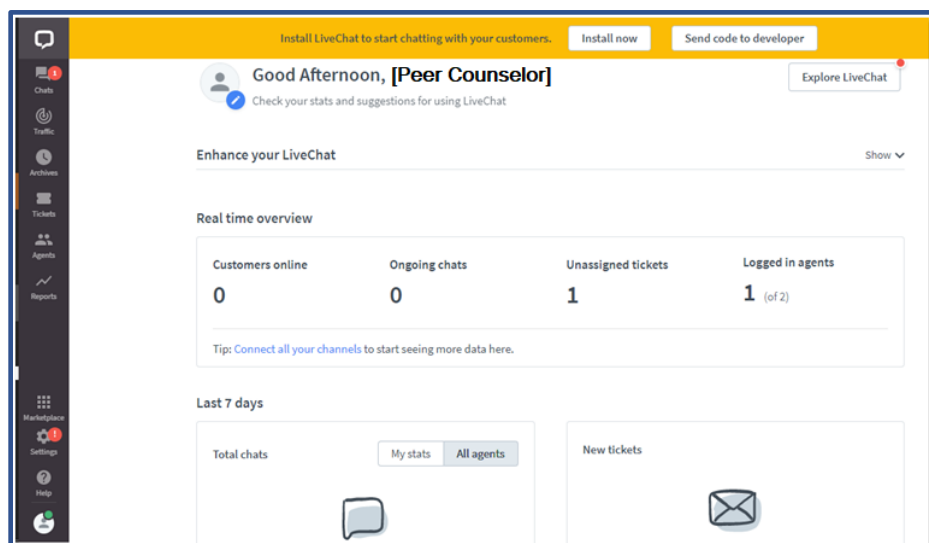 Install LiveChat to start chatting with your customers.
Install now
Send code to developer
Good Afternoon, [Peer Counselor]
Check your stats and suggestions for using LiveChat
Explore LiveChat
1
Chats
Traffic
Archives
Tickets
Agents
Reports
Marketplace
!
Settings
?
Help
Enhance your LiveChat
Show
Real time overview
Customers online
0
Ongoing chats
0
Unassigned tickets
1
Logged in agents
1 (of 2)
Tip: Connect all your channels to start seeing more data here.
Last 7 days
Total chats
My stats
All agents
New tickets